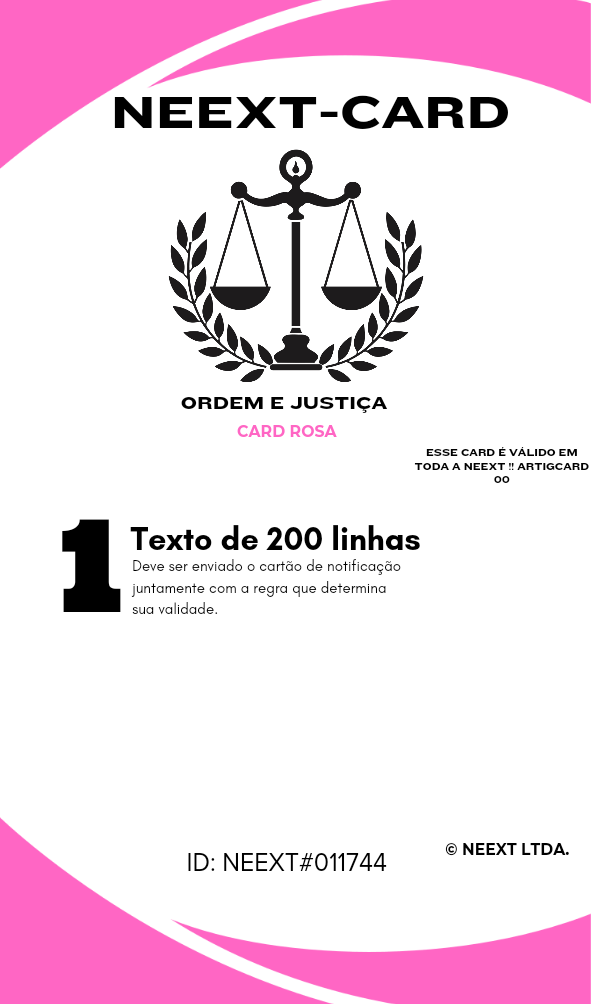 NEEXT-CARD
ORDEM E JUSTIÇA
CARD ROSA
ESSE CARD É VÁLIDO EM
TODA A NEEXT !! ARTIGCARD
00
1
Texto de 200 linhas
Deve ser enviado o cartão de notificação
juntamente com a regra que determina
sua validade.
ID: NEEXT#011744
© NEEXT LTDA.